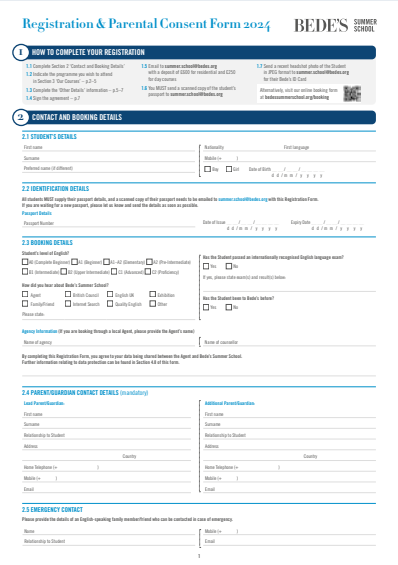 Registration & Parental Consent Form 2024
BEDE'S SUMMER SCHOOL
1 HOW TO COMPLETE YOUR REGISTRATION
1.1 Complete Section 2 'Contact and Booking Details'
1.2 Indicate the programme you wish to attend
in Section 3 'Our Courses' – p.2–5
1.3 Complete the 'Other Details' information – p.5–7
1.4 Sign the agreement – p.7
1.5 Email to summer.school@bedes.org
with a deposit of £600 for residential and £250
for day courses
1.6 You MUST send a scanned copy of the student's
passport to summer.school@bedes.org
1.7 Send a recent headshot photo of the Student
in JPEG format to summer.school@bedes.org
for their Bede's ID Card
Alternatively, visit our online booking form
at bedessummerschool.org/booking
2 CONTACT AND BOOKING DETAILS
2.1 STUDENT'S DETAILS
First name
Surname
Preferred name (if different)
Nationality First language
Mobile (+ )
Boy Girl Date of Birth / /
d d / m m / y y y y
2.2 IDENTIFICATION DETAILS
All students MUST supply their passport details, and a scanned copy of their passport needs to be emailed to summer.school@bedes.org with this Registration Form.
If you are waiting for a new passport, please let us know and send the details as soon as possible.
Passport Details
Passport Number
Date of Issue / / Expiry Date / /
d d / m m / y y y y d d / m m / y y y y
2.3 BOOKING DETAILS
Student's level of English?
A0 (Complete Beginner) A1 (Beginner) A1–A2 (Elementary) A2 (Pre-intermediate)
B1 (Intermediate) B2 (Upper Intermediate) C1 (Advanced) C2 (Proficiency)
How did you hear about Bede's Summer School?
Agent British Council English UK Exhibition
Family/Friend Internet Search Quality English Other
Please state:
Has the Student passed an internationally recognised English language exam?
Yes No
If yes, please state exam(s) and result(s) below:
Has the Student been to Bede's before?
Yes No
Agency Information (If you are booking through a local Agent, please provide the Agent's name)
Name of agency
Name of counsellor
By completing this Registration Form, you agree to your data being shared between the Agent and Bede's Summer School.
Further information relating to data protection can be found in Section 4.8 of this form.
2.4 PARENT/GUARDIAN CONTACT DETAILS (mandatory)
Lead Parent/Guardian:
First name
Surname
Relationship to Student
Address
Country
Home Telephone (+ )
Mobile (+ )
Email
Additional Parent/Guardian:
First name
Surname
Relationship to Student
Address
Country
Home Telephone (+ )
Mobile (+ )
Email
2.5 EMERGENCY CONTACT
Please provide the details of an English-speaking family member/friend who can be contacted in case of emergency.
Name
Relationship to Student
Mobile (+ )
Email